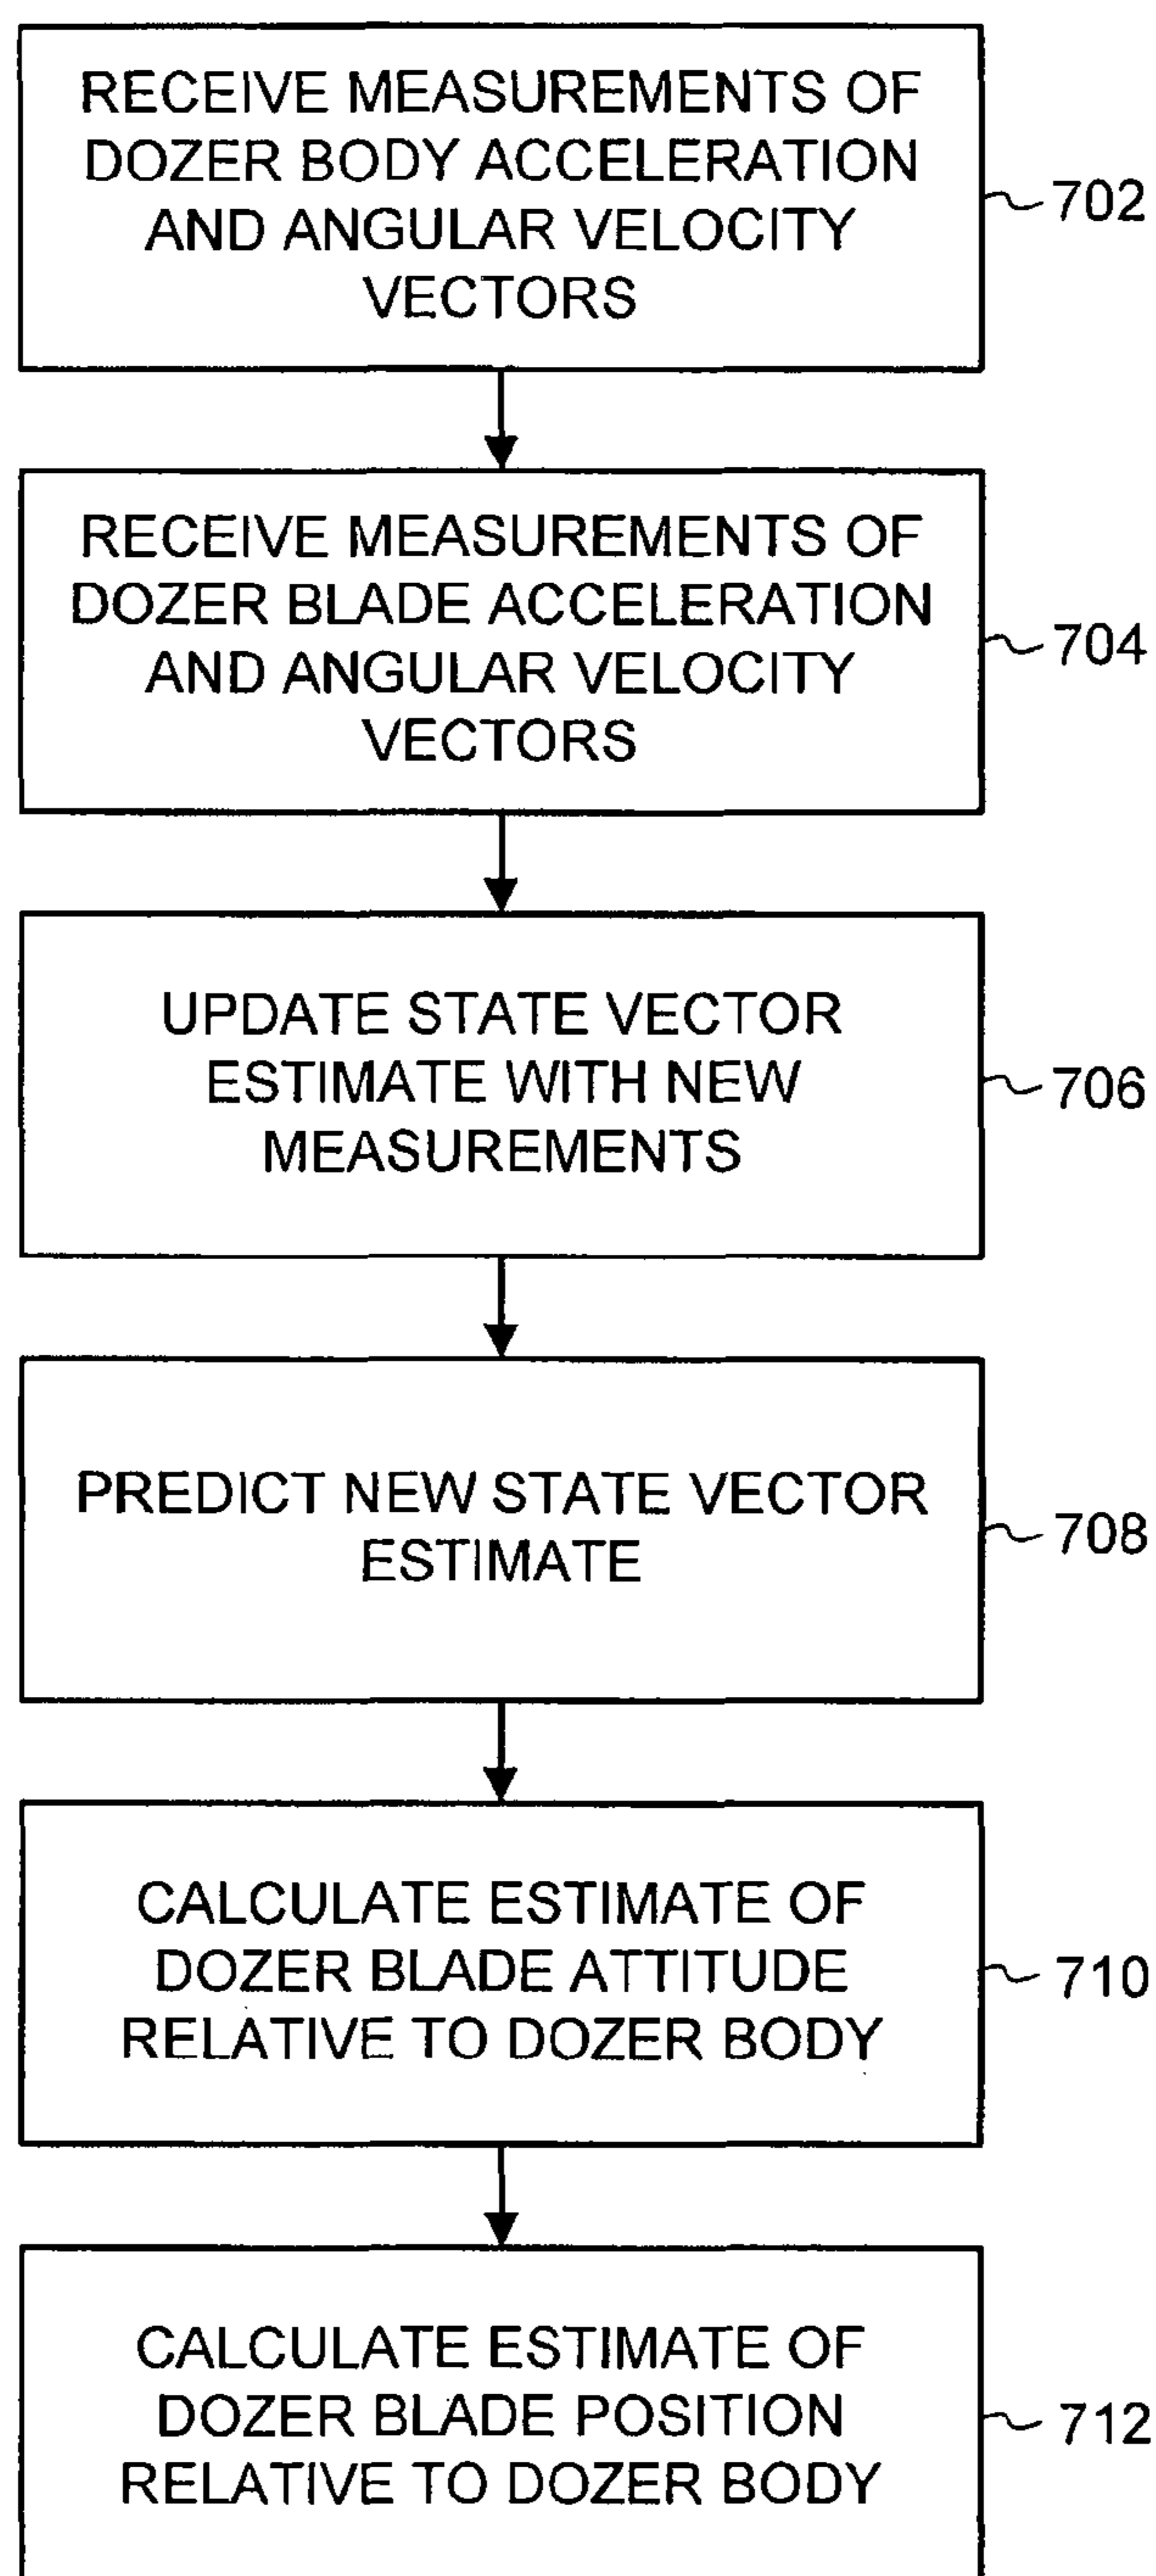 RECEIVE MEASUREMENTS OF
DOZER BODY ACCELERATION
AND ANGULAR VELOCITY
VECTORS
702
RECEIVE MEASUREMENTS OF
DOZER BLADE ACCELERATION
AND ANGULAR VELOCITY
VECTORS
704
UPDATE STATE VECTOR
ESTIMATE WITH NEW
MEASUREMENTS
706
PREDICT NEW STATE VECTOR
ESTIMATE
708
CALCULATE ESTIMATE OF
DOZER BLADE ATTITUDE
RELATIVE TO DOZER BODY
710
CALCULATE ESTIMATE OF
DOZER BLADE POSITION
RELATIVE TO DOZER BODY
712